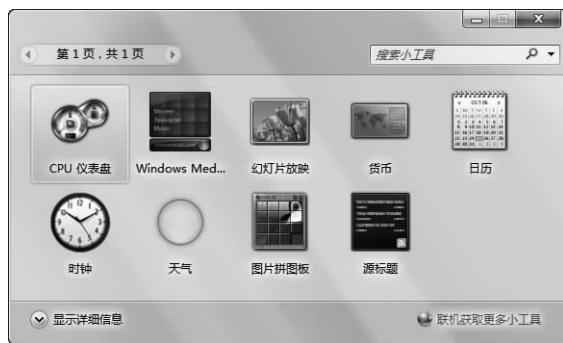 第1页，共1页
搜索小工具
CPU 仪表盘
Windows Med...
幻灯片放映
货币
日历
时钟
天气
图片拼图板
源标题
显示详细信息
联机获取更多小工具